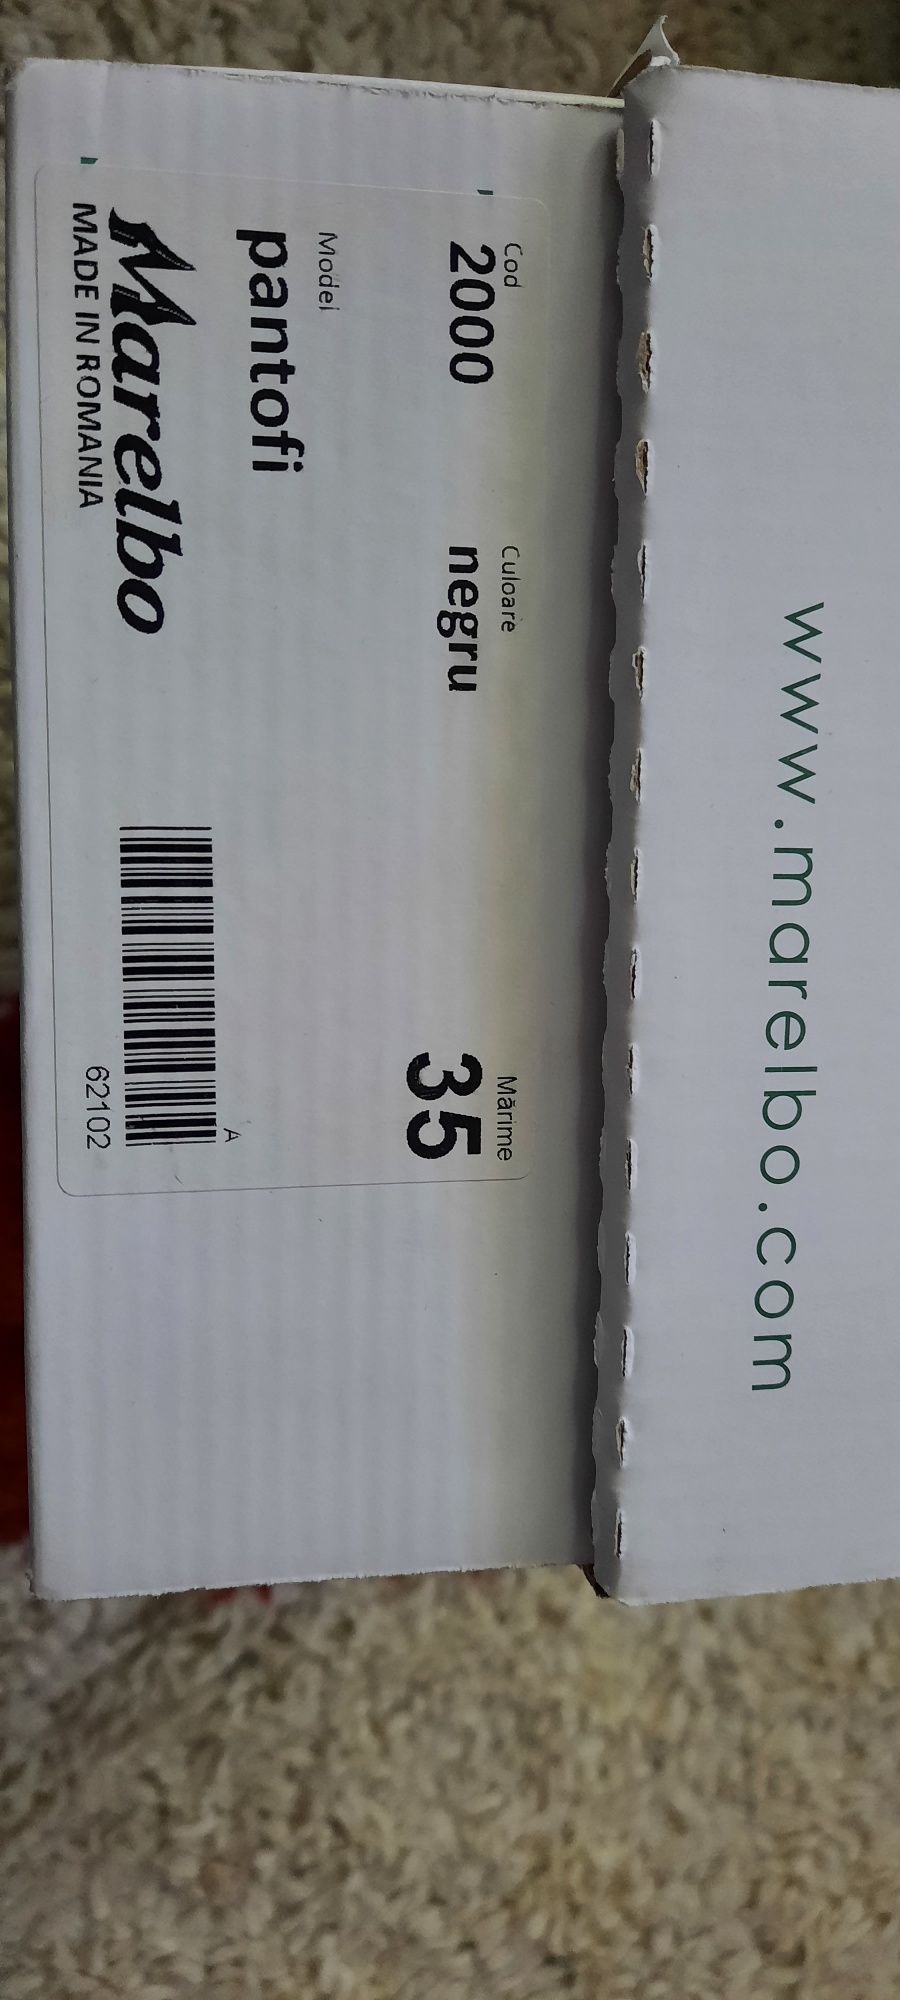 www.marelbo.com
Cod Culoare Mărime
2000 negru 35
Model
pantofi
A
Marelbo
MADE IN ROMANIA
62102